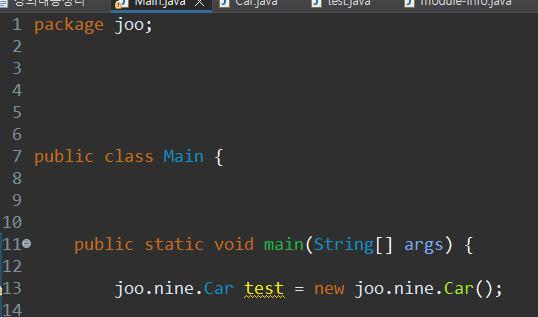 Main.java Car.java test.java module-info.java
1 package joo;
2
3
4
5
6
7 public class Main {
8
9
10
11 public static void main(String[] args) {
12
13 joo.nine.Car test = new joo.nine.Car();
14